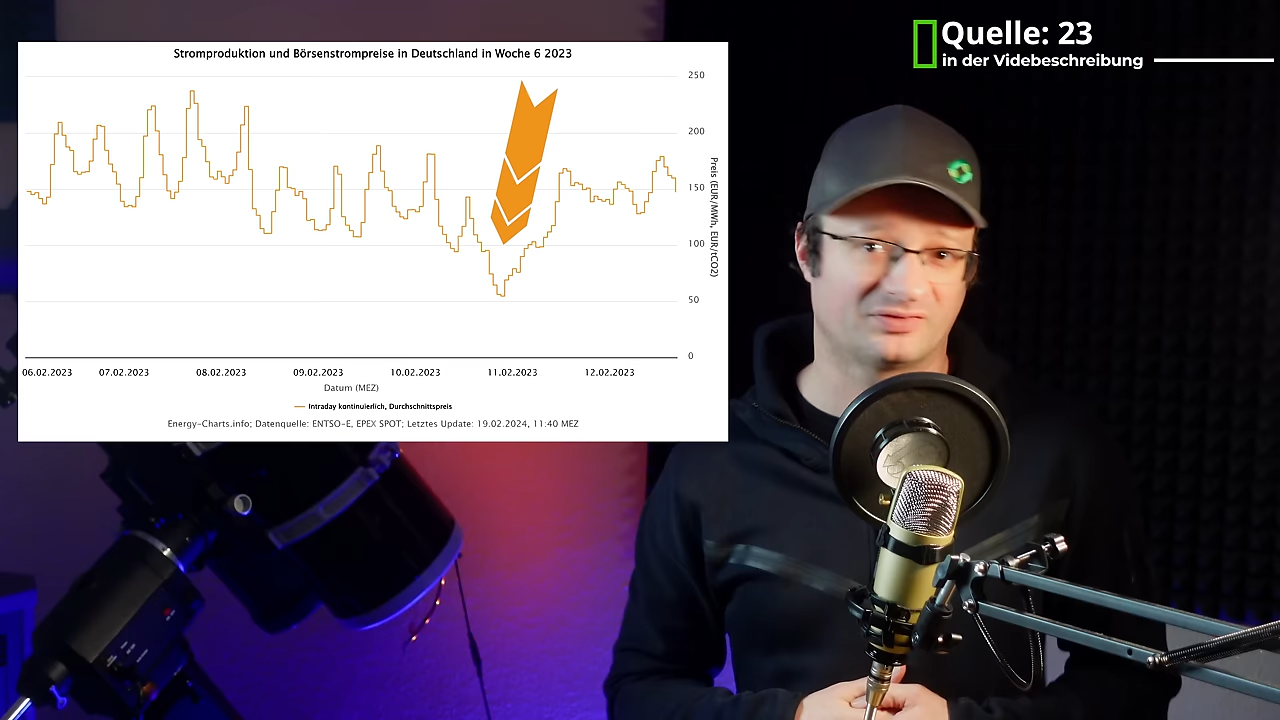 Quelle: 23
in der Videbeschreibung
Stromproduktion und Börsenstrompreise in Deutschland in Woche 6 2023
250
200
150
100
50
0
Preis (EUR/MWh, EUR/tCO2)
06.02.2023 07.02.2023 08.02.2023 09.02.2023 10.02.2023 11.02.2023 12.02.2023
Datum (MEZ)
Intraday kontinuierlich, Durchschnittspreis
Energy-Charts.info; Datenquelle: ENTSO-E, EPEX SPOT; Letztes Update: 19.02.2024, 11:40 MEZ